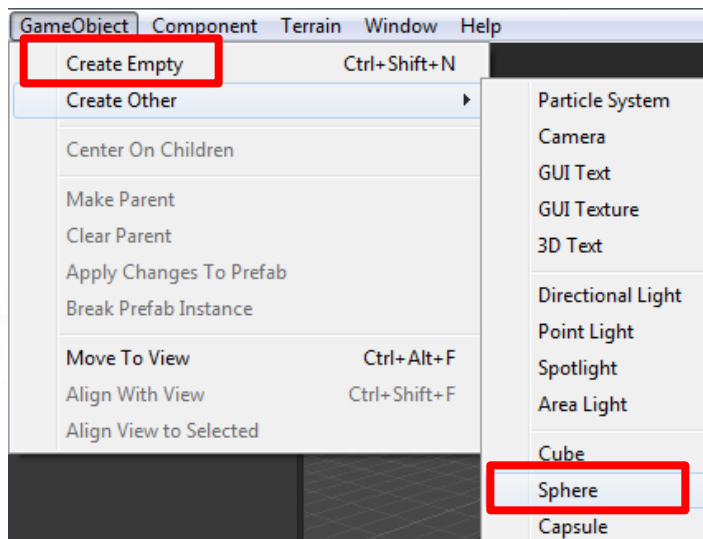 GameObject Component Terrain Window Help
Create Empty Ctrl+Shift+N
Create Other
Center On Children
Make Parent
Clear Parent
Apply Changes To Prefab
Break Prefab Instance
Move To View Ctrl+Alt+F
Align With View Ctrl+Shift+F
Align View to Selected
Particle System
Camera
GUI Text
GUI Texture
3D Text
Directional Light
Point Light
Spotlight
Area Light
Cube
Sphere
Capsule